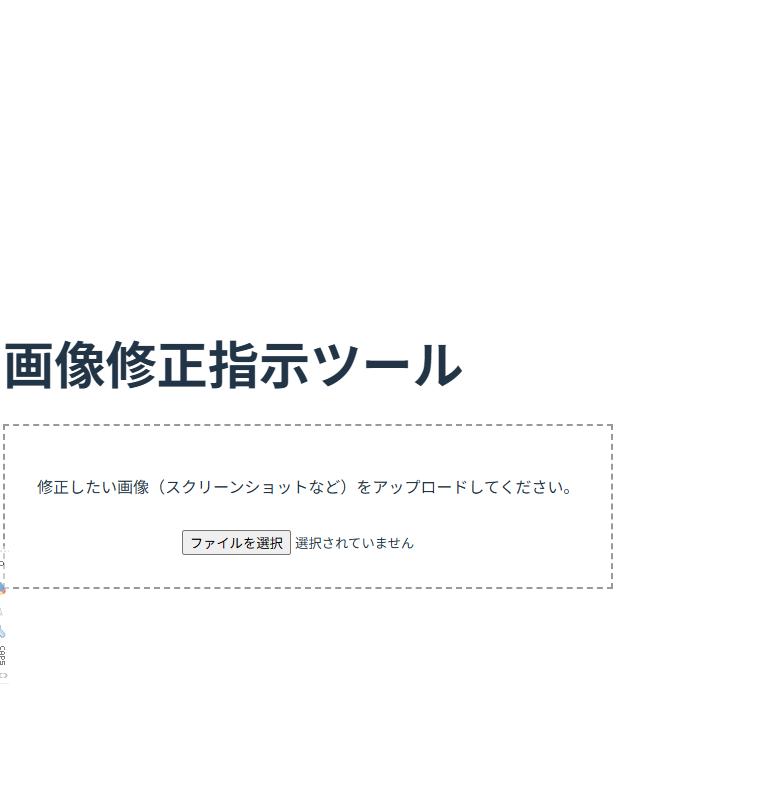 画像修正指示ツール
修正したい画像（スクリーンショットなど）をアップロードしてください。
ファイルを選択 選択されていません
CAPS